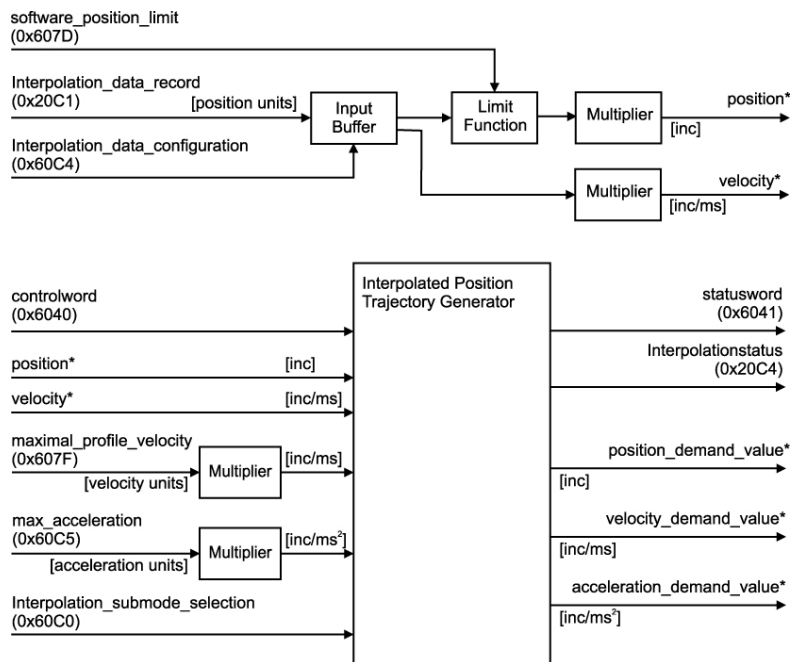 software_position_limit
(0x607D)
Interpolation_data_record
(0x20C1)
[position units]
Input
Buffer
Limit
Function
Multiplier
position*
[inc]
Interpolation_data_configuration
(0x60C4)
Multiplier
velocity*
[inc/ms]
Interpolated Position
Trajectory Generator
controlword
(0x6040)
statusword
(0x6041)
position*
[inc]
Interpolationstatus
(0x20C4)
velocity*
[inc/ms]
maximal_profile_velocity
(0x607F)
[velocity units]
Multiplier
[inc/ms]
position_demand_value*
[inc]
max_acceleration
(0x60C5)
[acceleration units]
Multiplier
[inc/ms²]
velocity_demand_value*
[inc/ms]
Interpolation_submode_selection
(0x60C0)
acceleration_demand_value*
[inc/ms²]